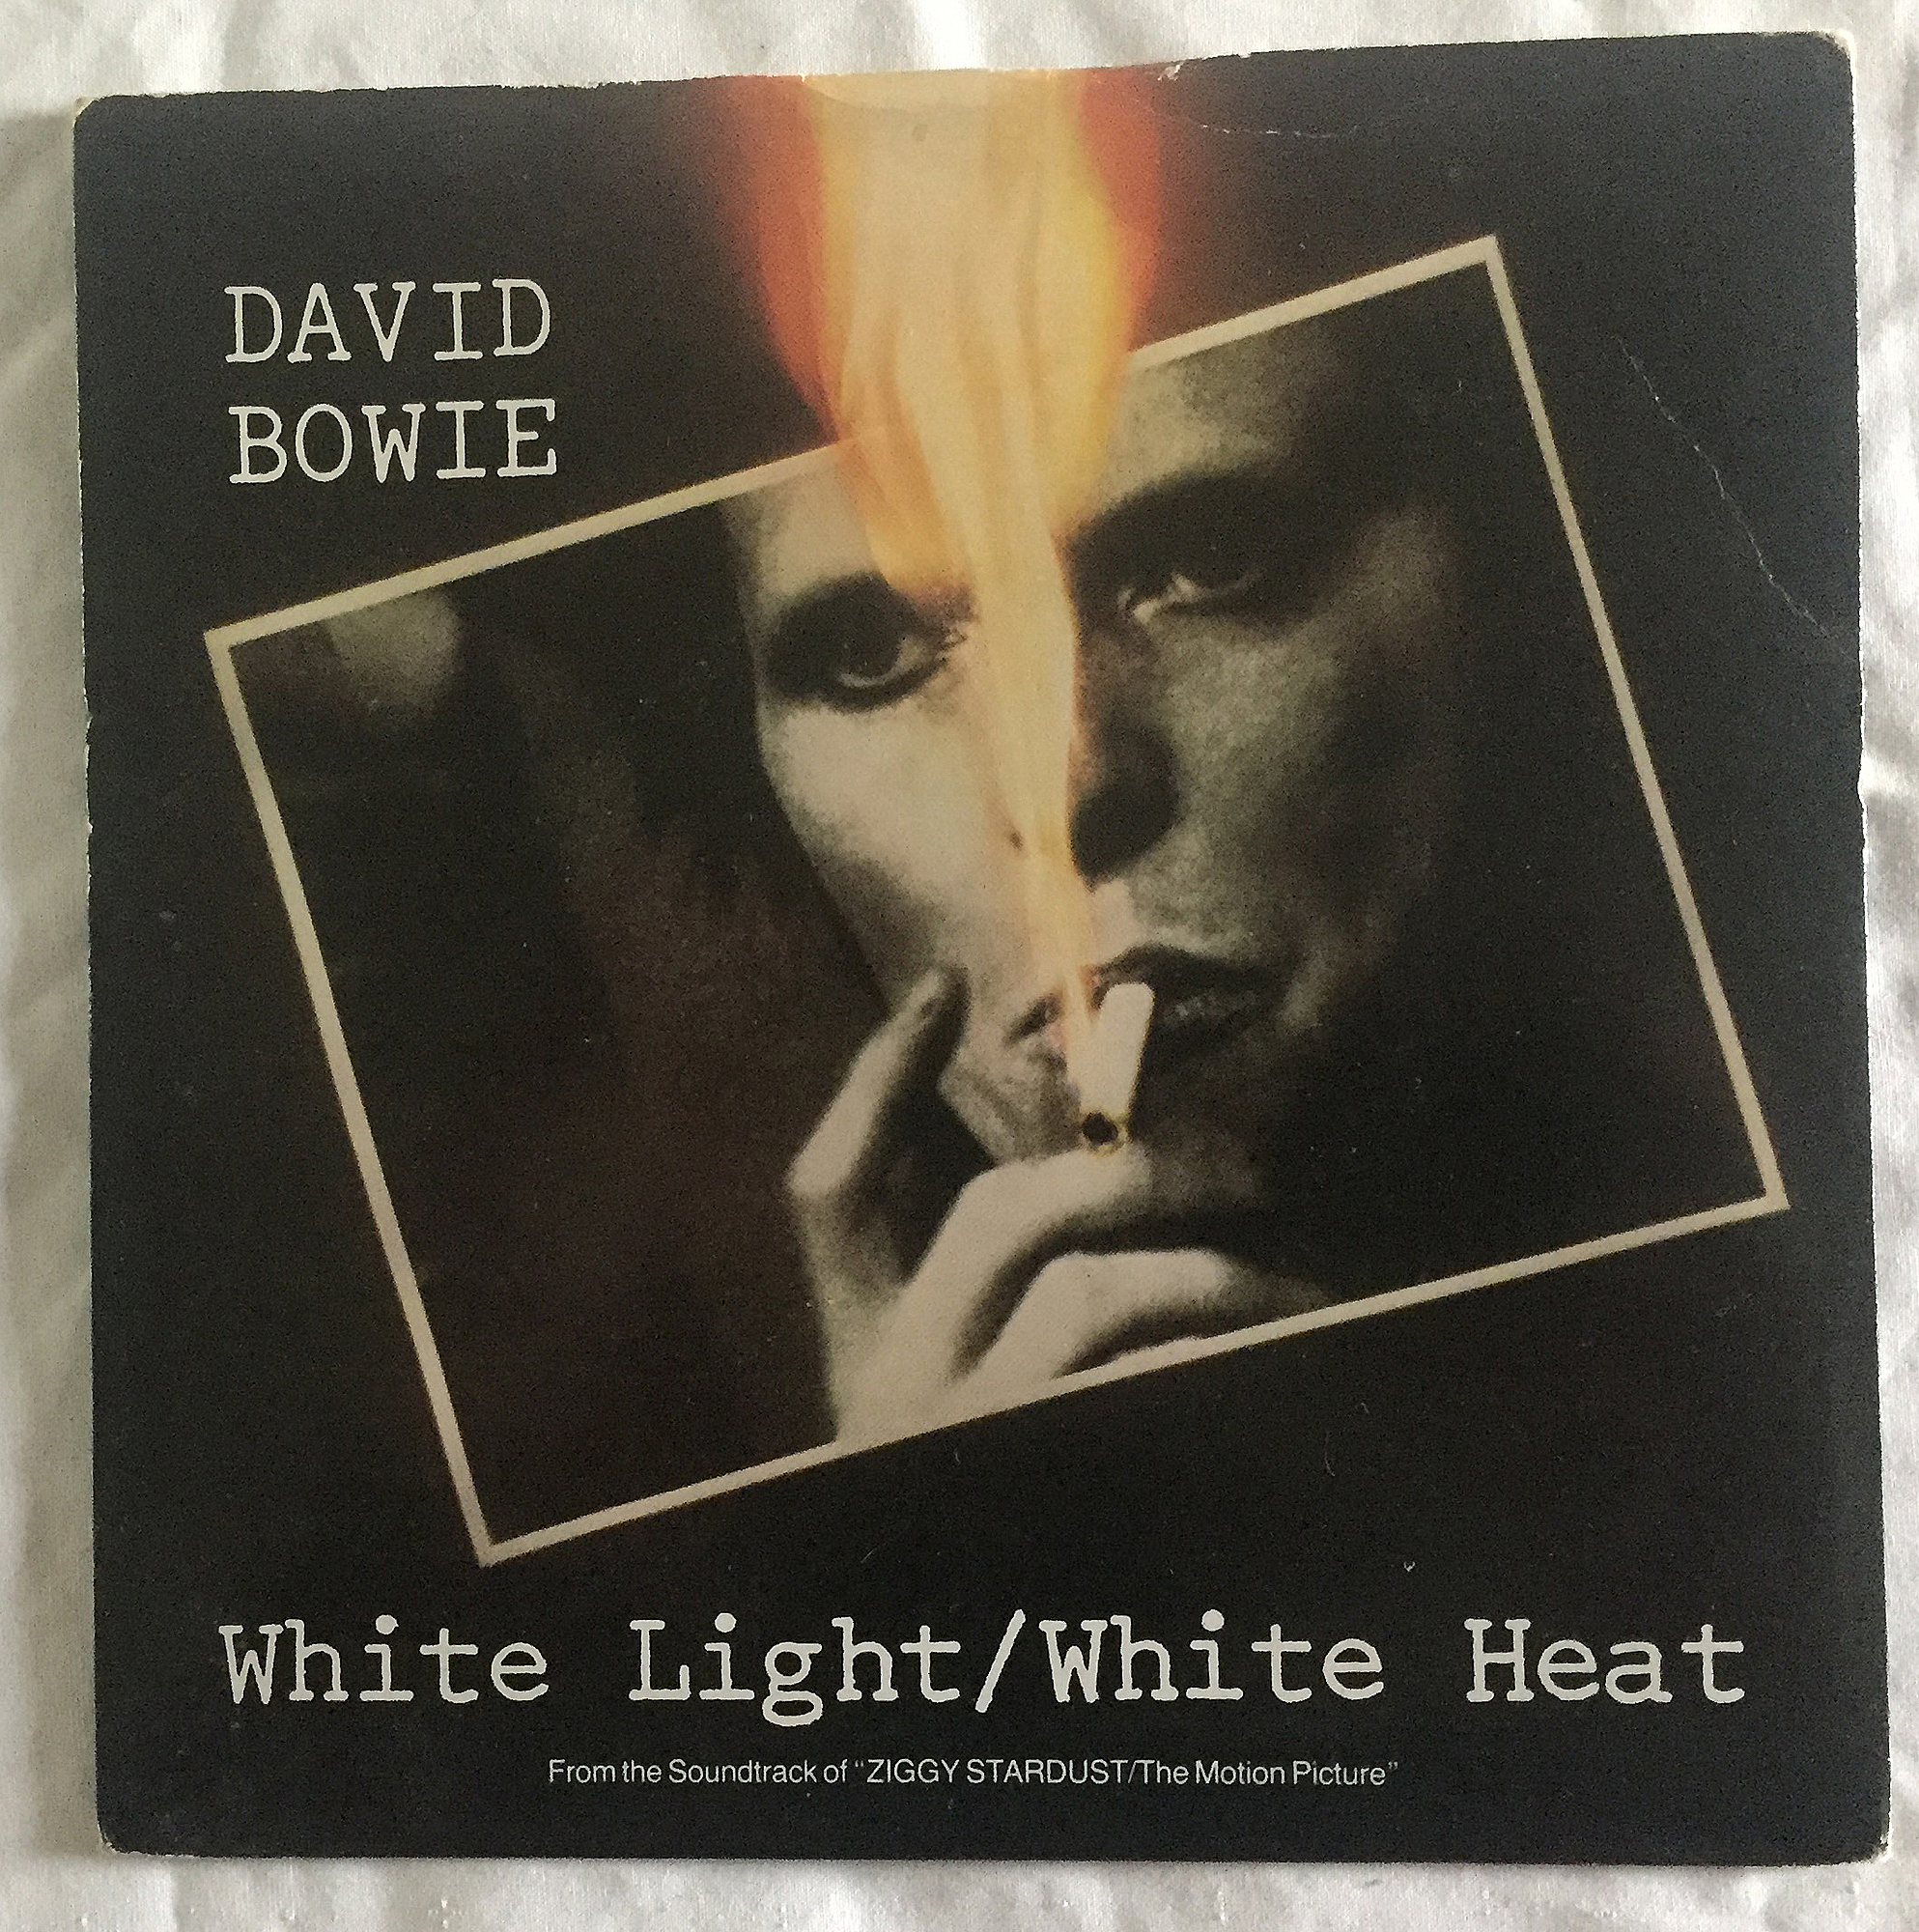 DAVID
BOWIE
White Light/White Heat
From the Soundtrack of “ZIGGY STARDUST/The Motion Picture”